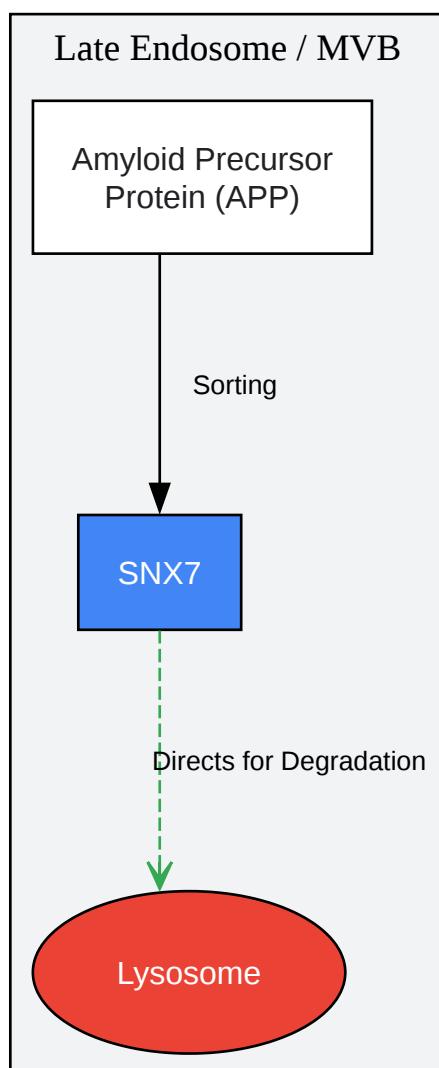 Late Endosome / MVB
Amyloid Precursor
Protein (APP)
Sorting
SNX7
Directs for Degradation
Lysosome